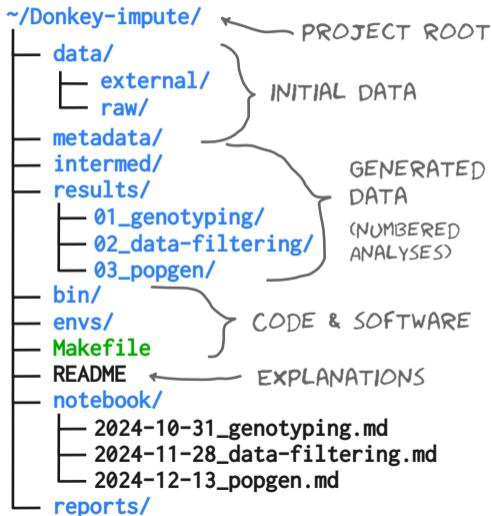 ~/Donkey-impute/
PROJECT ROOT
data/
external/
raw/
INITIAL DATA
metadata/
intermed/
results/
01_genotyping/
02_data-filtering/
03_popgen/
GENERATED
DATA
(NUMBERED
ANALYSES)
bin/
envs/
Makefile
CODE & SOFTWARE
README
EXPLANATIONS
notebook/
2024-10-31_genotyping.md
2024-11-28_data-filtering.md
2024-12-13_popgen.md
reports/